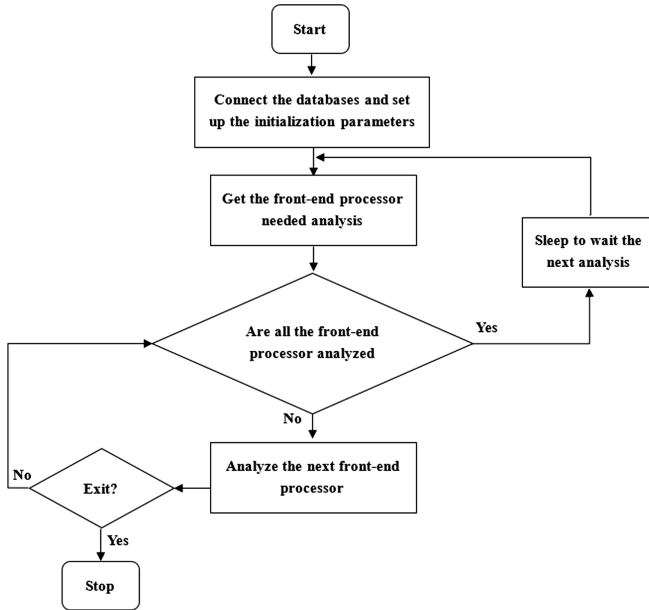 Start
Connect the databases and set
up the initialization parameters
Get the front-end processor
needed analysis
Sleep to wait the
next analysis
Are all the front-end
processor analyzed
Yes
No
Analyze the next front-end
processor
No
Exit?
Yes
Stop